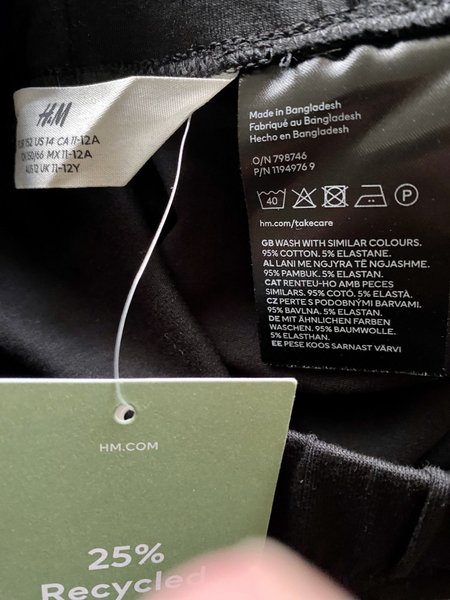 H&M
152 US 14 CA 11-12A
150/66 MX 11-12A
AUS 12 UK 11-12Y
Made in Bangladesh
Fabriqué au Bangladesh
Hecho en Bangladesh
O/N 798746
P/N 1194976 9
40
P
hm.com/takecare
GB WASH WITH SIMILAR COLOURS.
95% COTTON. 5% ELASTANE.
AL LANI ME NGJYRA TË NGJASHME.
95% PAMBUK. 5% ELASTAN.
CAT RENTEU-HO AMB PECES
SIMILARS. 95% COTÓ. 5% ELASTÀ.
CZ PERTE S PODOBNÝMI BARVAMI.
95% BAVLNA. 5% ELASTAN.
DE MIT ÄHNLICHEN FARBEN
WASCHEN. 95% BAUMWOLLE.
5% ELASTHAN.
EE PESE KOOS SARNAST VÄRVI
HM.COM
25%
Recycled